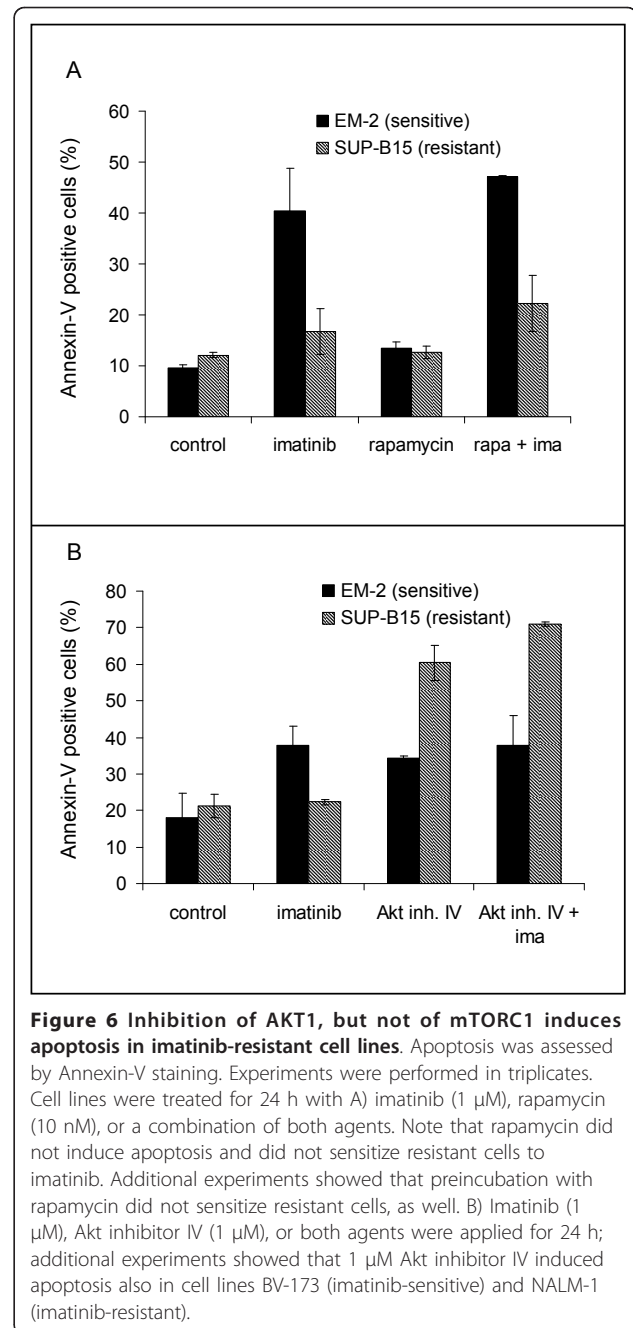 A
60
50
40
30
20
10
0
Annexin-V positive cells (%)
EM-2 (sensitive)
SUP-B15 (resistant)
control imatinib rapamycin rapa + ima
B
80
70
60
50
40
30
20
10
0
Annexin-V positive cells (%)
EM-2 (sensitive)
SUP-B15 (resistant)
control imatinib Akt inh. IV Akt inh. IV +
ima
Figure 6 Inhibition of AKT1, but not of mTORC1 induces
apoptosis in imatinib-resistant cell lines. Apoptosis was assessed
by Annexin-V staining. Experiments were performed in triplicates.
Cell lines were treated for 24 h with A) imatinib (1 μM), rapamycin
(10 nM), or a combination of both agents. Note that rapamycin did
not induce apoptosis and did not sensitize resistant cells to
imatinib. Additional experiments showed that preincubation with
rapamycin did not sensitize resistant cells, as well. B) Imatinib (1
μM), Akt inhibitor IV (1 μM), or both agents were applied for 24 h;
additional experiments showed that 1 μM Akt inhibitor IV induced
apoptosis also in cell lines BV-173 (imatinib-sensitive) and NALM-1
(imatinib-resistant).